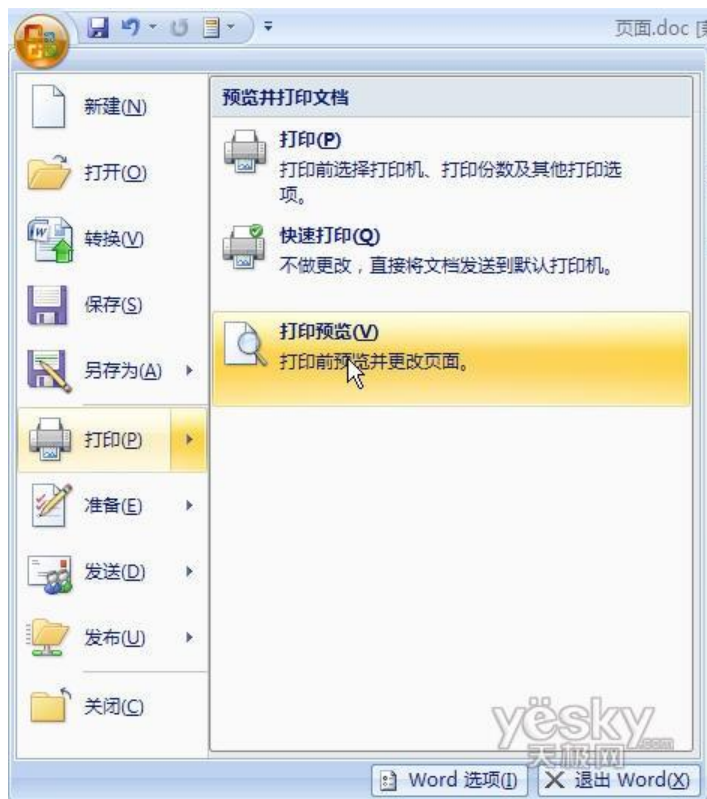 页面.doc [
新建(N)
打开(O)
转换(V)
保存(S)
另存为(A)
打印(P)
准备(E)
发送(D)
发布(U)
关闭(C)
预览并打印文档
打印(P)
打印前选择打印机、打印份数及其他打印选
项。
快速打印(Q)
不做更改，直接将文档发送到默认打印机。
打印预览(V)
打印前预览并更改页面。
yësky
.com
天极网
Word 选项(I)
退出 Word(X)